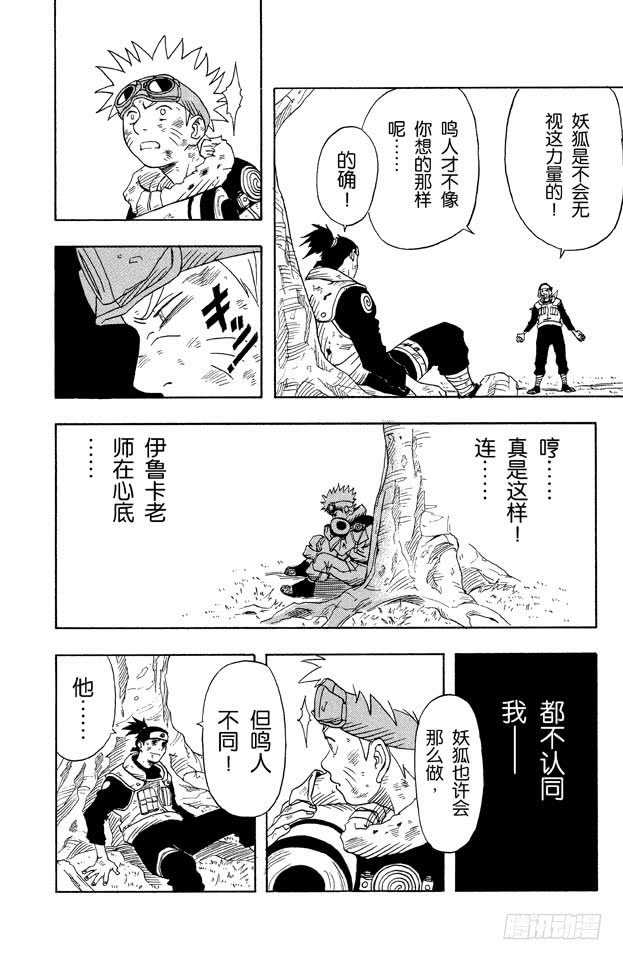 妖狐是不会无
视这力量的！
鸣人才不像
你想的那样
呢……
的确！
ギッ
哼……
真是这样！
连……
伊鲁卡老
师在心底
……
都不认同
我——
妖狐也许会
那么做，
但鸣人
不同！
他……
腾讯动漫